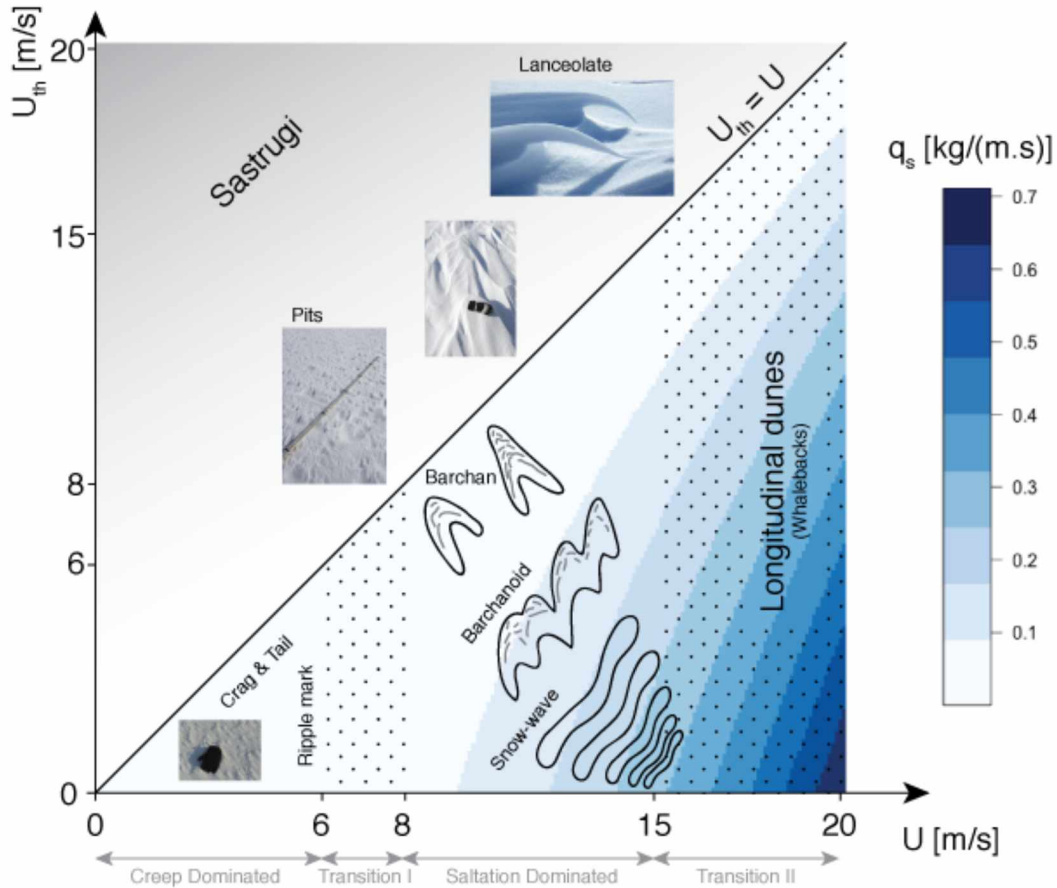 U_th [m/s]
20
15
8
6
0
Sastrugi
Lanceolate
U_th = U
Pits
Barchan
Barchanoid
Crag & Tail
Ripple mark
Snow-wave
Longitudinal dunes
(Whalebacks)
q_s [kg/(m.s)]
0.7
0.6
0.5
0.4
0.3
0.2
0.1
0
6
8
15
20
U [m/s]
Creep Dominated
Transition I
Saltation Dominated
Transition II